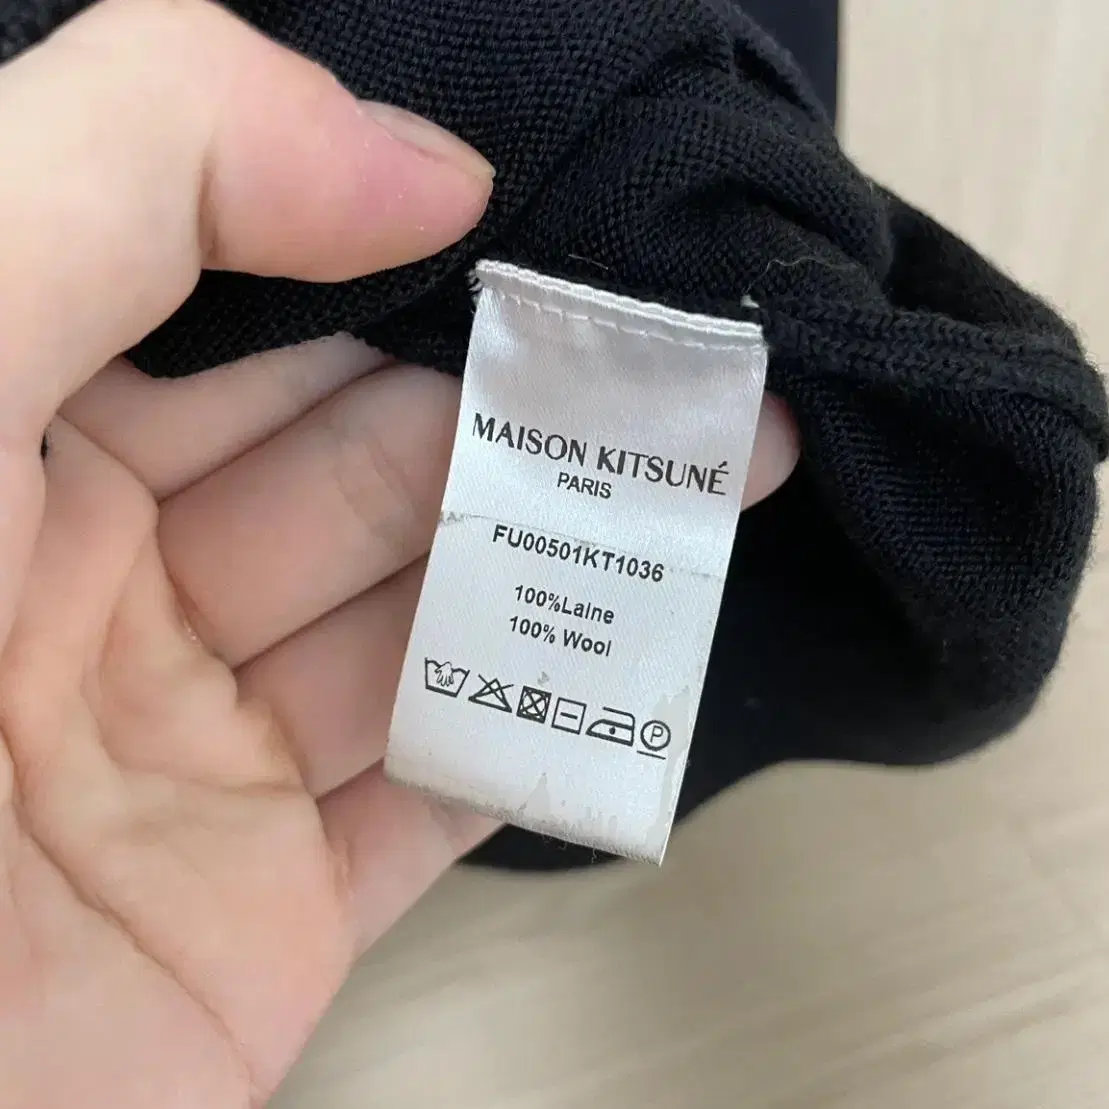 MAISON KITSUNÉ
PARIS
FU00501KT1036
100%Laine
100% Wool
P